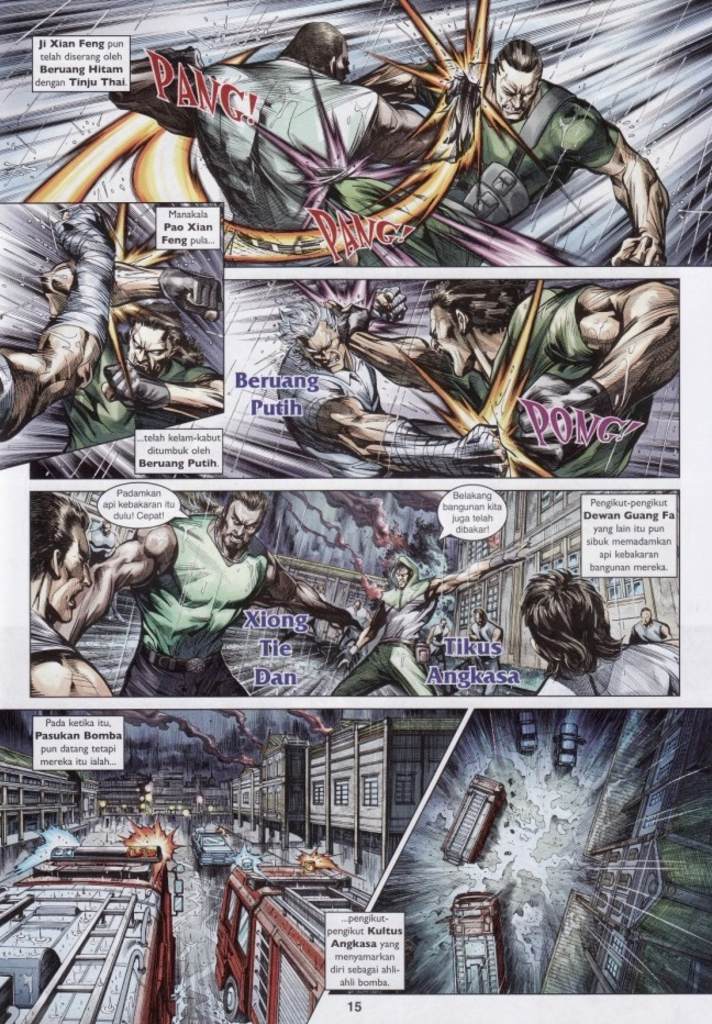 Ji Xian Feng pun
telah diserang oleh
Beruang Hitam
dengan Tinju Thai.
PANG!
PANG!
Manakala
Pao Xian
Feng pula...
...telah kelam-kabut
ditumbuk oleh
Beruang Putih.
Beruang
Putih
PONG!
Padamkan
api kebakaran itu
dulu! Cepat!
Xiong
Tie
Dan
Belakang
bangunan kita
juga telah
dibakar!
Tikus
Angkasa
Pengikut-pengikut
Dewan Guang Fa
yang lain itu pun
sibuk memadamkan
api kebakaran
bangunan mereka.
Pada ketika itu,
Pasukan Bomba
pun datang tetapi
mereka itu ialah...
...pengikut-
pengikut Kultus
Angkasa yang
menyamarkan
diri sebagai ahli-
ahli bomba.
15